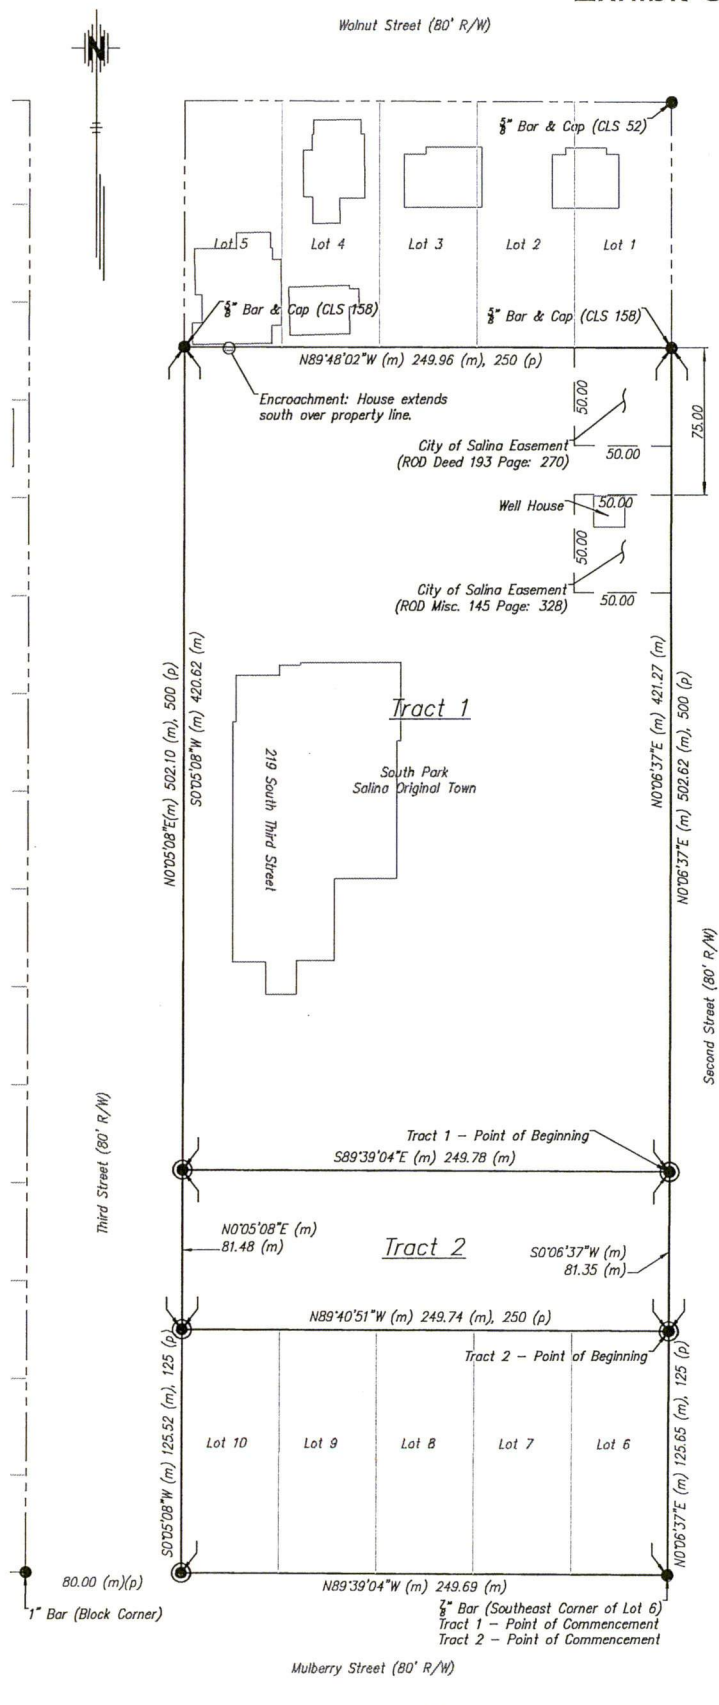 Walnut Street (80' R/W)
N
5/8" Bar & Cap (CLS 52)
Lot 5
Lot 4
Lot 3
Lot 2
Lot 1
5/8" Bar & Cap (CLS 158)
5/8" Bar & Cap (CLS 158)
N89°48'02"W (m) 249.96 (m), 250 (p)
Encroachment: House extends
south over property line.
50.00
75.00
City of Salina Easement
(ROD Deed 193 Page: 270)
50.00
Well House
50.00
50.00
City of Salina Easement
(ROD Misc. 145 Page: 328)
50.00
N0°05'08"E(m) 502.10 (m), 500 (p)
S0°05'08"W (m) 420.62 (m)
N0°06'37"E (m) 421.27 (m)
N0°06'37"E (m) 502.62 (m), 500 (p)
Tract 1
South Park
Salina Original Town
219 South Third Street
Second Street (80' R/W)
Third Street (80' R/W)
Tract 1 - Point of Beginning
S89°39'04"E (m) 249.78 (m)
N0°05'08"E (m)
81.48 (m)
Tract 2
S0°06'37"W (m)
81.35 (m)
N89°40'51"W (m) 249.74 (m), 250 (p)
Tract 2 - Point of Beginning
S0°05'08"W (m) 125.52 (m), 125 (p)
Lot 10
Lot 9
Lot 8
Lot 7
Lot 6
N0°06'37"E (m) 125.65 (m), 125 (p)
80.00 (m)(p)
N89°39'04"W (m) 249.69 (m)
1" Bar (Block Corner)
7/8" Bar (Southeast Corner of Lot 6)
Tract 1 - Point of Commencement
Tract 2 - Point of Commencement
Mulberry Street (80' R/W)